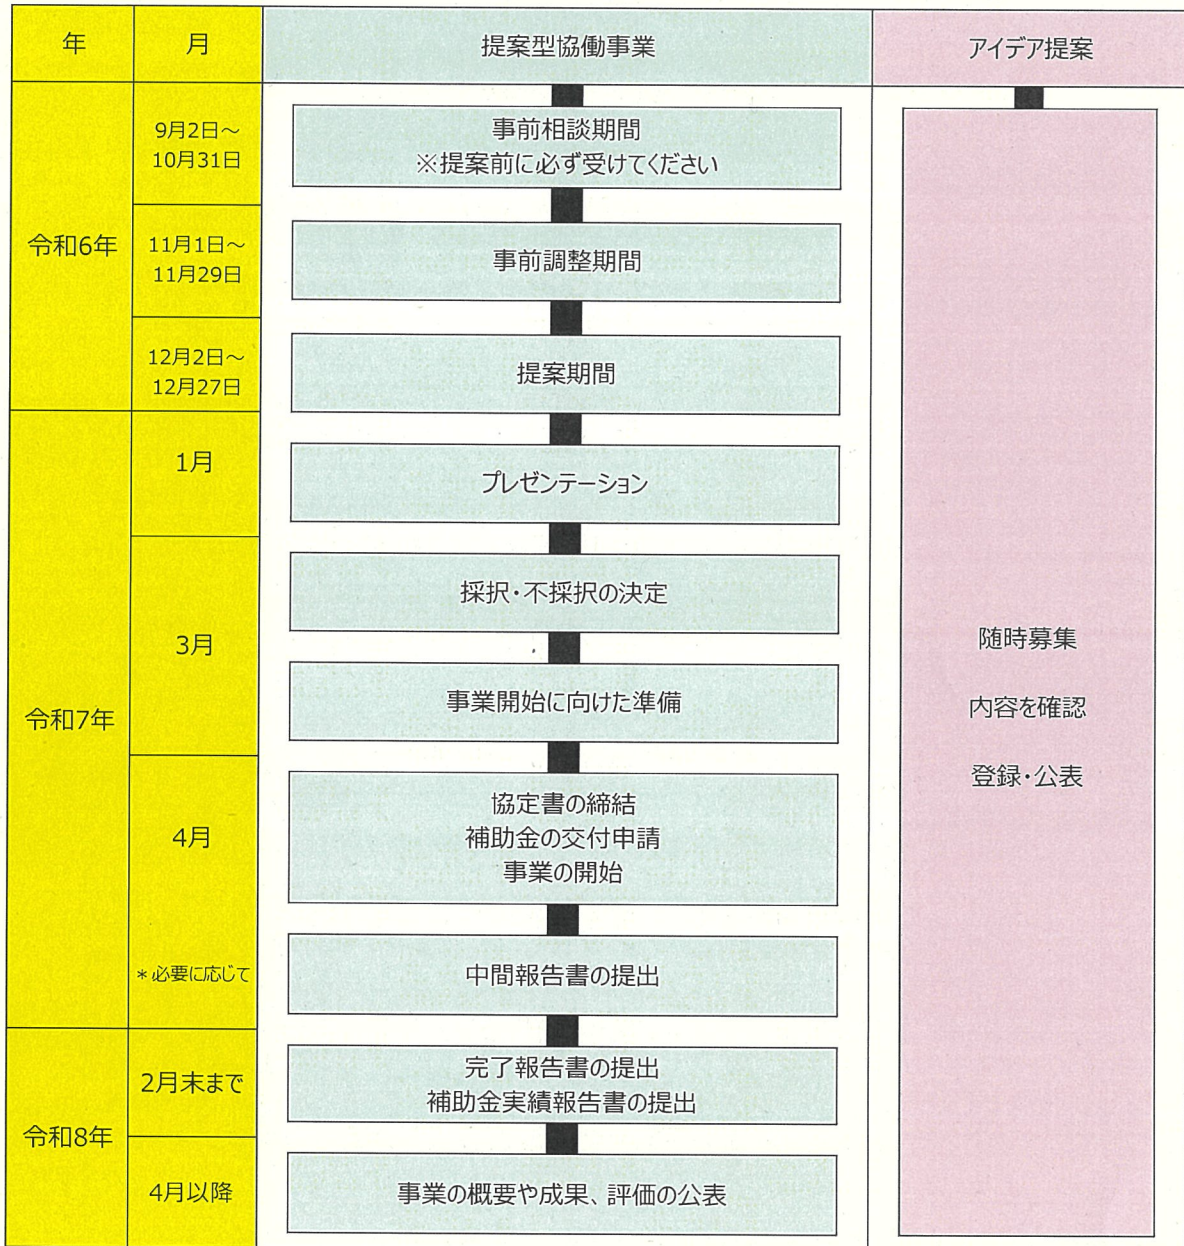 年
月
提案型協働事業
アイデア提案
令和6年
9月2日～
10月31日
事前相談期間
※提案前に必ず受けてください
11月1日～
11月29日
事前調整期間
12月2日～
12月27日
提案期間
令和7年
1月
プレゼンテーション
3月
採択・不採択の決定
事業開始に向けた準備
4月
協定書の締結
補助金の交付申請
事業の開始
＊必要に応じて
中間報告書の提出
令和8年
2月末まで
完了報告書の提出
補助金実績報告書の提出
4月以降
事業の概要や成果、評価の公表
随時募集
内容を確認
登録・公表